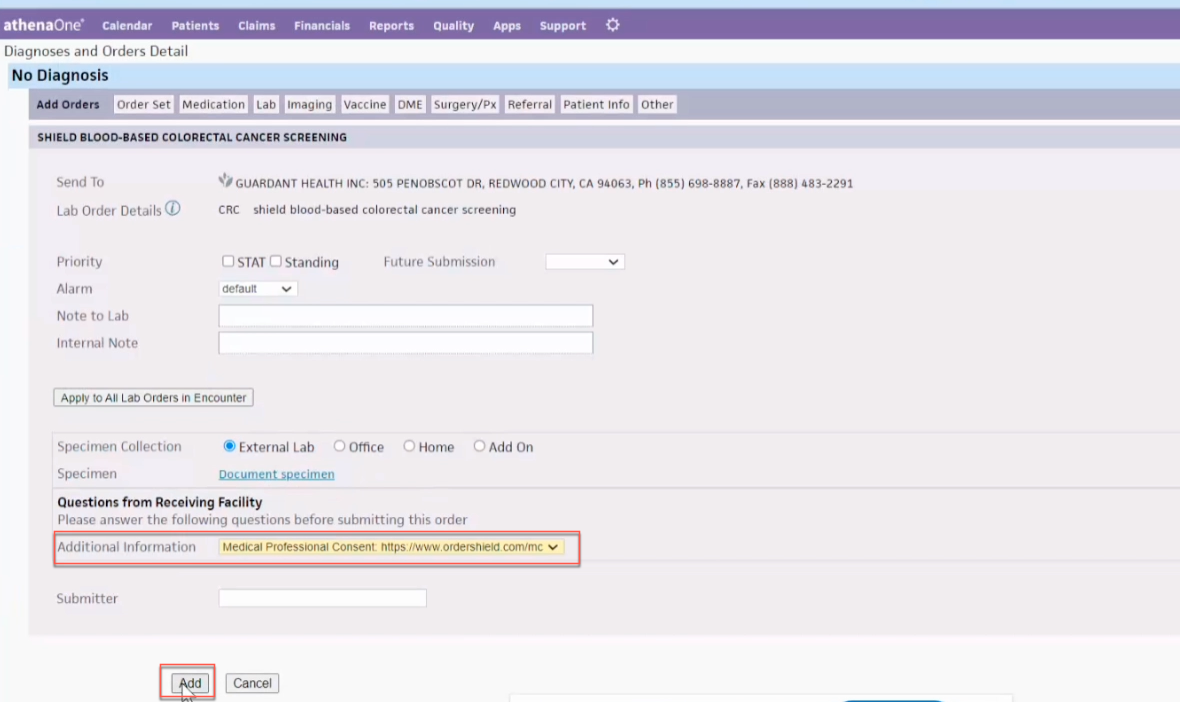 athenaOne Calendar Patients Claims Financials Reports Quality Apps Support
Diagnoses and Orders Detail
No Diagnosis
Add Orders Order Set Medication Lab Imaging Vaccine DME Surgery/Px Referral Patient Info Other
SHIELD BLOOD-BASED COLORECTAL CANCER SCREENING
Send To GUARDANT HEALTH INC: 505 PENOBSCOT DR, REDWOOD CITY, CA 94063, Ph (855) 698-8887, Fax (888) 483-2291
Lab Order Details i CRC shield blood-based colorectal cancer screening
Priority STAT Standing Future Submission
Alarm default
Note to Lab
Internal Note
Apply to All Lab Orders in Encounter
Specimen Collection External Lab Office Home Add On
Specimen Document specimen
Questions from Receiving Facility
Please answer the following questions before submitting this order
Additional Information Medical Professional Consent: https://www.ordershield.com/mc
Submitter
Add Cancel